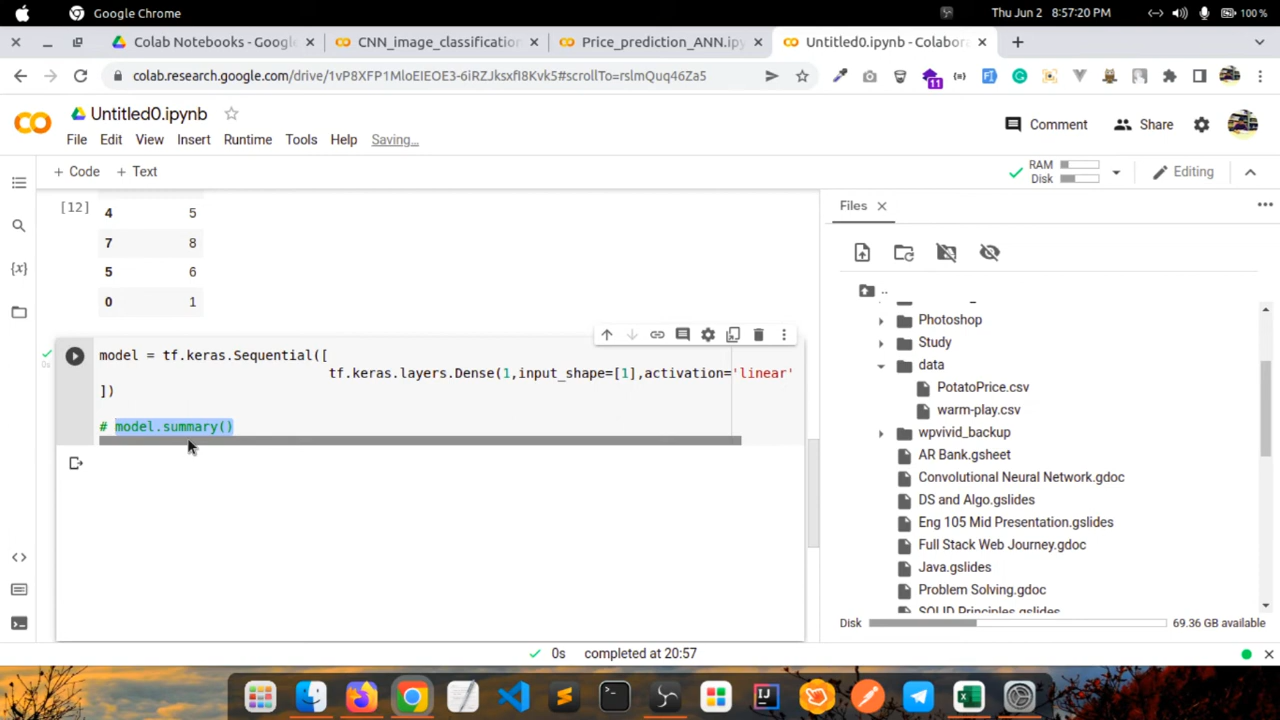 Google Chrome
Thu Jun 2 8:57:20 PM
100 %
Colab Notebooks - Google
CNN_image_classification
Price_prediction_ANN.ipy
Untitled0.ipynb - Colabora
colab.research.google.com/drive/1vP8XFP1MloEIEOE3-6iRZJksxfI8Kvk5#scrollTo=rslmQuq46Za5
11
Untitled0.ipynb
File Edit View Insert Runtime Tools Help Saving...
Comment
Share
+ Code + Text
RAM
Disk
Editing
[12]
4 5
7 8
5 6
0 1
0s
model = tf.keras.Sequential([
tf.keras.layers.Dense(1,input_shape=[1],activation='linear'
])
# model.summary()
{x}
Files
..
Photoshop
Study
data
PotatoPrice.csv
warm-play.csv
wpvivid_backup
AR Bank.gsheet
Convolutional Neural Network.gdoc
DS and Algo.gslides
Eng 105 Mid Presentation.gslides
Full Stack Web Journey.gdoc
Java.gslides
Problem Solving.gdoc
SOLID Principles.gslides
Disk
69.36 GB available
0s completed at 20:57